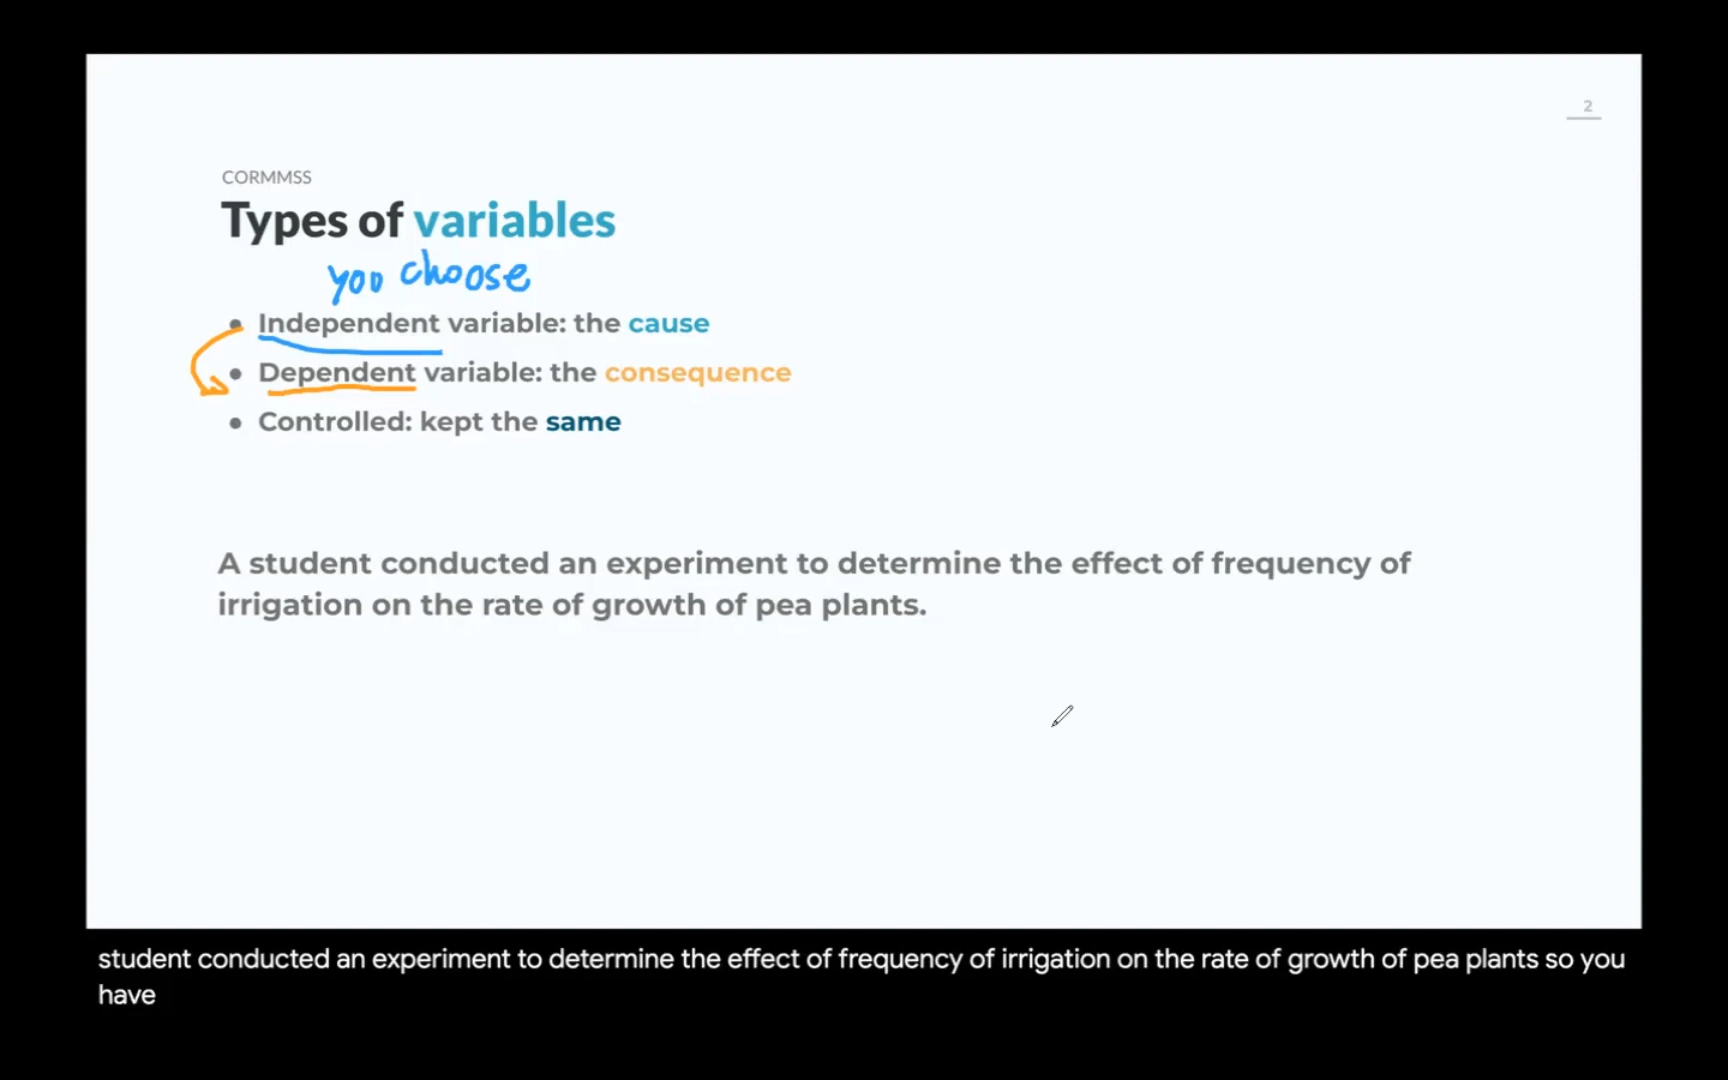 2
CORMMSS
Types of variables
you choose
• Independent variable: the cause
• Dependent variable: the consequence
• Controlled: kept the same
A student conducted an experiment to determine the effect of frequency of
irrigation on the rate of growth of pea plants.
student conducted an experiment to determine the effect of frequency of irrigation on the rate of growth of pea plants so you
have